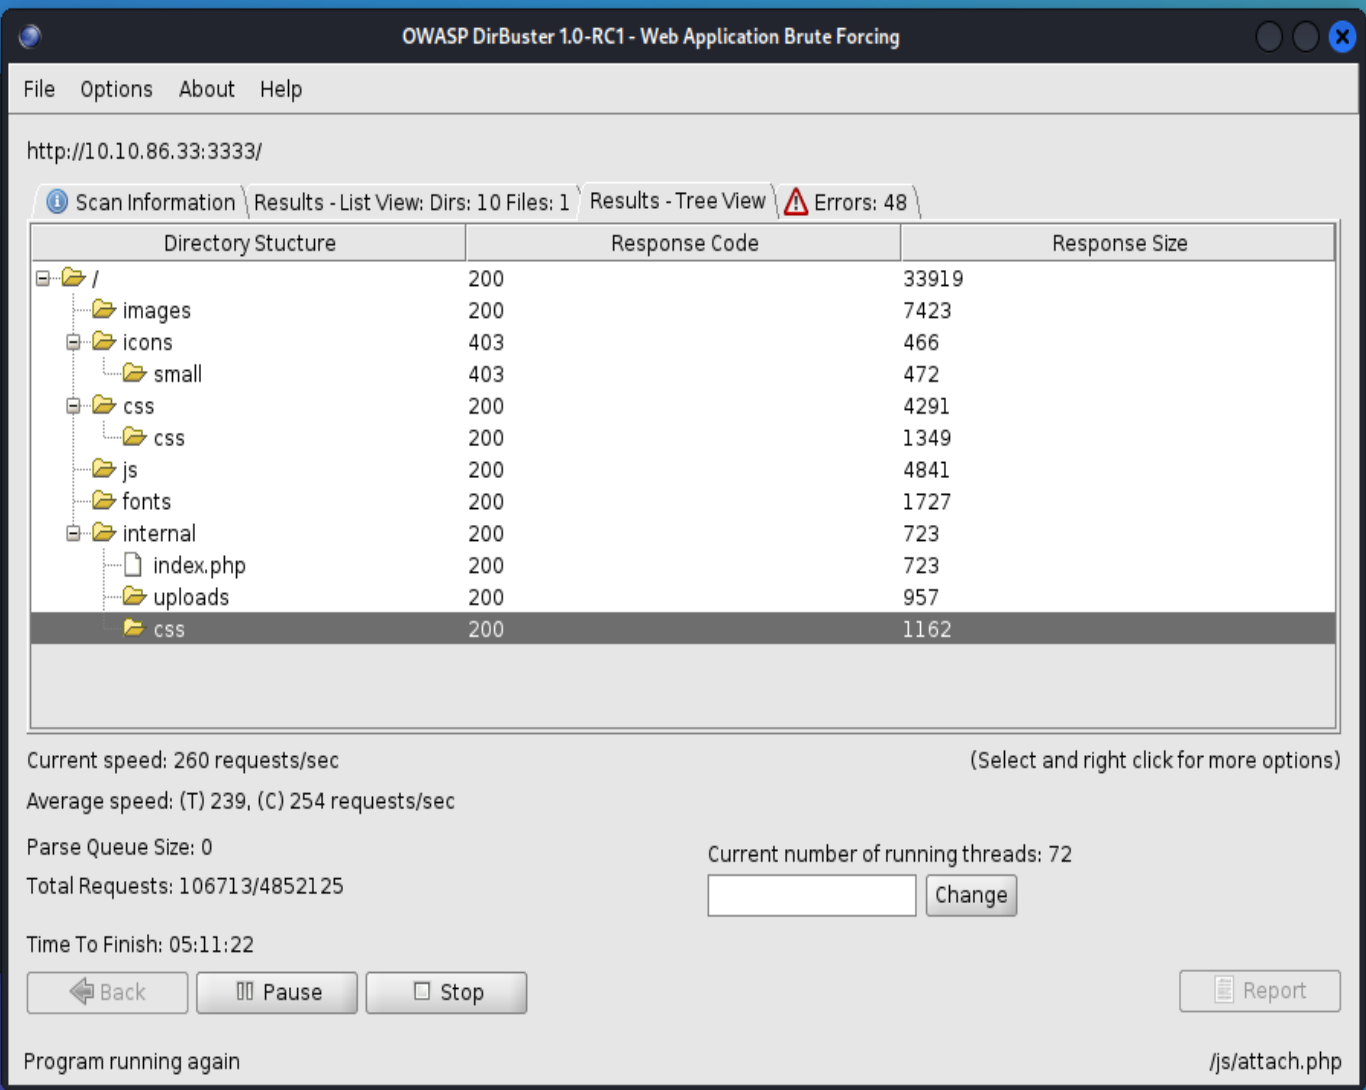 OWASP DirBuster 1.0-RC1 - Web Application Brute Forcing
File Options About Help
http://10.10.86.33:3333/
Scan Information Results - List View: Dirs: 10 Files: 1 Results - Tree View Errors: 48
Directory Stucture Response Code Response Size
/ 200 33919
images 200 7423
icons 403 466
small 403 472
css 200 4291
css 200 1349
js 200 4841
fonts 200 1727
internal 200 723
index.php 200 723
uploads 200 957
css 200 1162
Current speed: 260 requests/sec (Select and right click for more options)
Average speed: (T) 239, (C) 254 requests/sec
Parse Queue Size: 0
Current number of running threads: 72
Total Requests: 106713/4852125
Change
Time To Finish: 05:11:22
Back Pause Stop Report
Program running again /js/attach.php